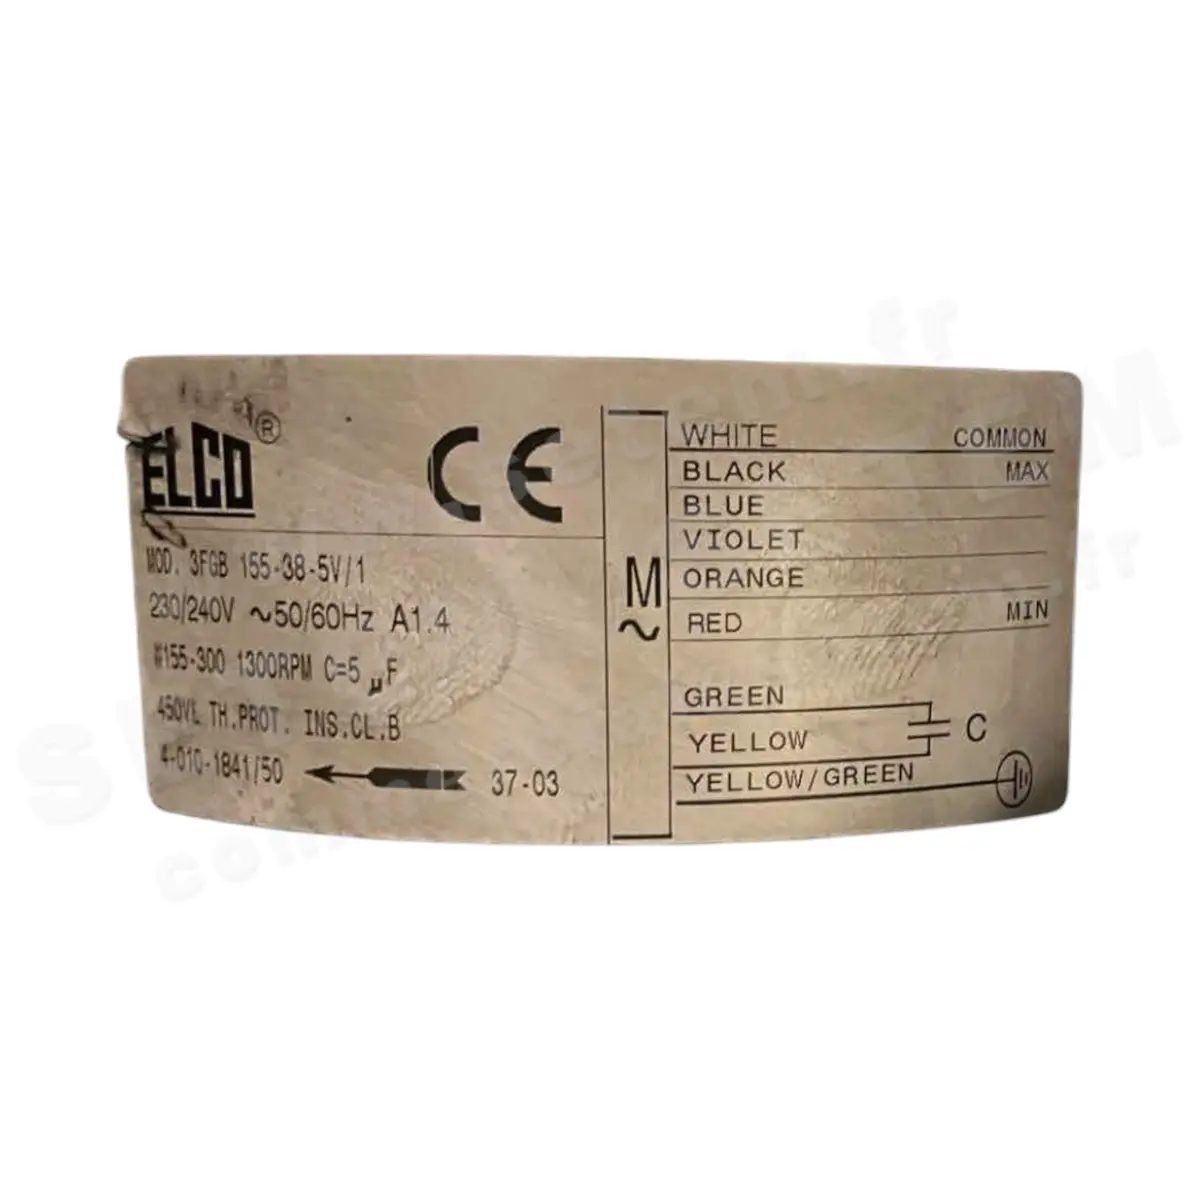 ELCO®
CE
MOD. 3FGB 155-38-5V/1
230/240V ~50/60Hz A1.4
W155-300 1300RPM C=5 µF
450VL TH.PROT. INS.CL.B
4-010-1841/50 37-03
M
~
WHITE COMMON
BLACK MAX
BLUE
VIOLET
ORANGE
RED MIN
GREEN
YELLOW
C
YELLOW/GREEN